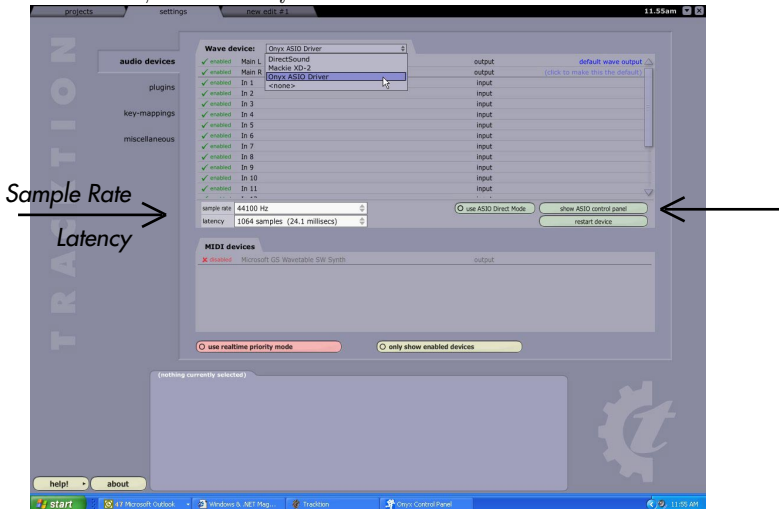 projects settings new edit #1 11.55am
TRACKTION
audio devices
plugins
key-mappings
miscellaneous
Wave device: Onyx ASIO Driver
DirectSound
Mackie XD-2
Onyx ASIO Driver
<none>
enabled Main L output default wave output
enabled Main R output (click to make this the default)
enabled In 1 input
enabled In 2 input
enabled In 3 input
enabled In 4 input
enabled In 5 input
enabled In 6 input
enabled In 7 input
enabled In 8 input
enabled In 9 input
enabled In 10 input
enabled In 11 input
Sample Rate
Latency
sample rate 44100 Hz use ASIO Direct Mode show ASIO control panel
latency 1064 samples (24.1 millisecs) restart device
MIDI devices
disabled Microsoft GS Wavetable SW Synth output
use realtime priority mode only show enabled devices
(nothing currently selected)
t
help! about
start 47 Microsoft Outlook Windows & .NET Mag... Tracktion Onyx Control Panel 11:55 AM